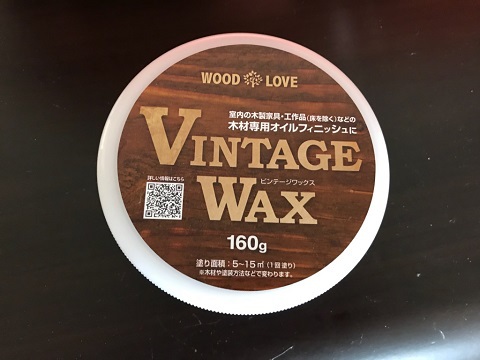 WOOD LOVE
室内の木製家具・工作品(床を除く)などの
木材専用オイルフィニッシュに
VINTAGE
ビンテージワックス
WAX
詳しい情報はこちら
160g
塗り面積:5〜15㎡(1回塗り)
※木材や塗装方法などで変わります。